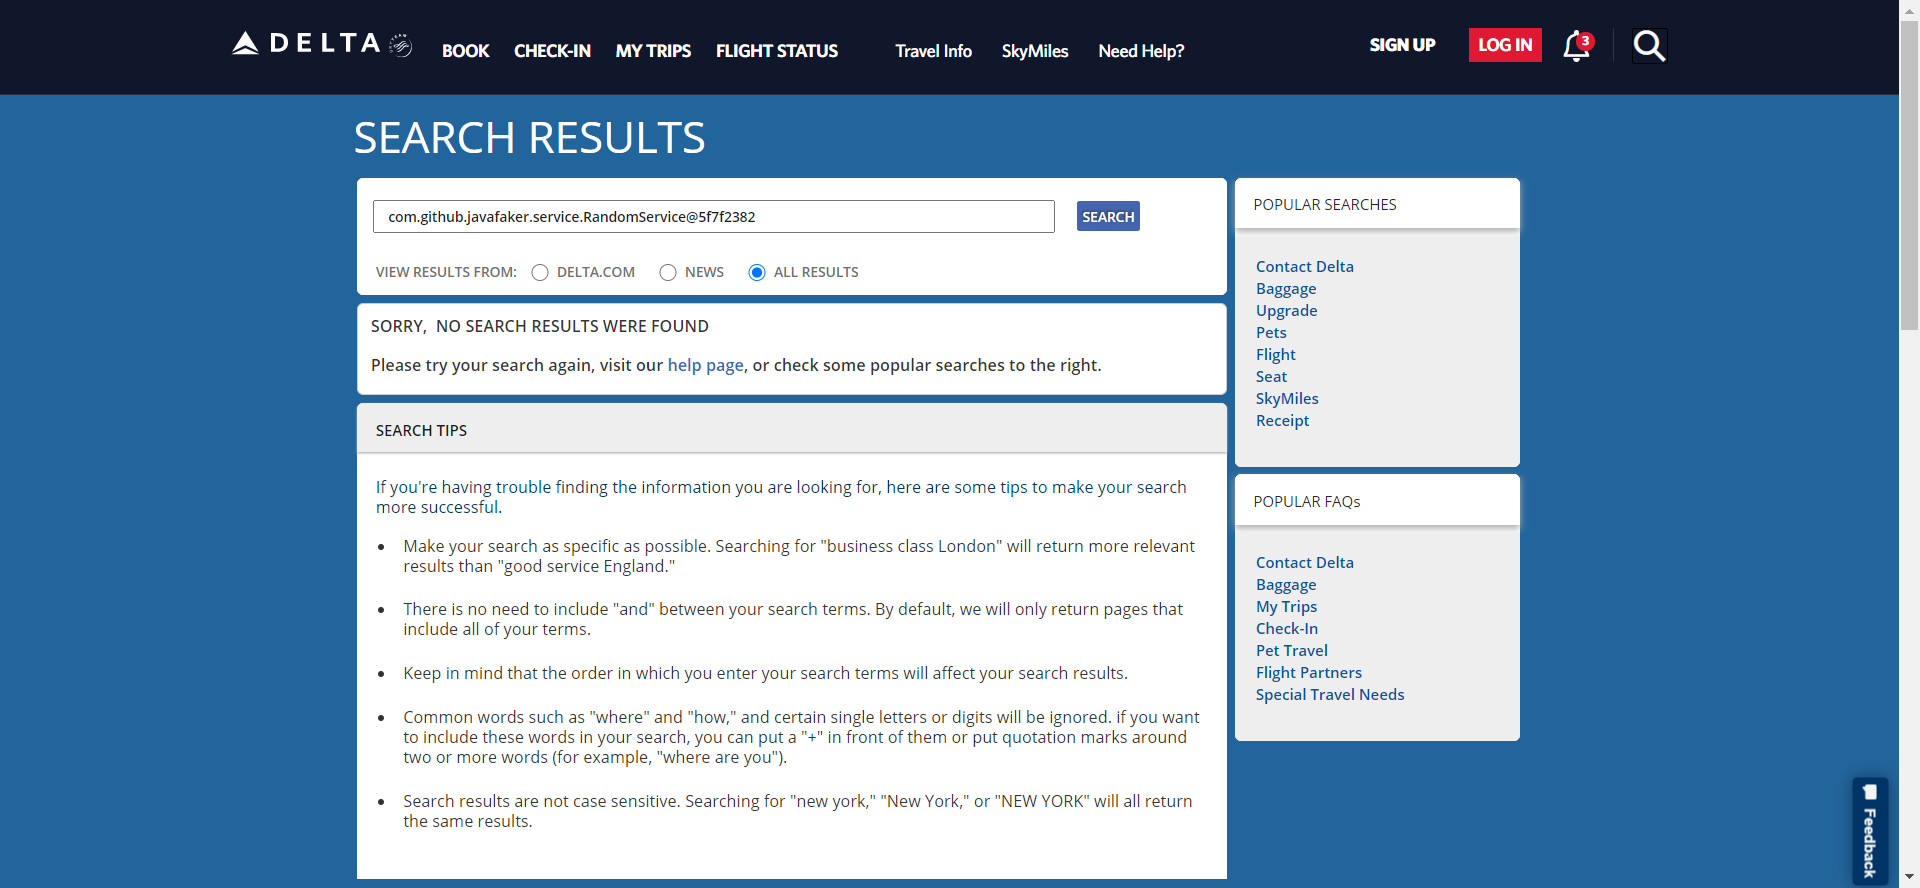 DELTA
BOOK CHECK-IN MY TRIPS FLIGHT STATUS Travel Info SkyMiles Need Help? SIGN UP LOG IN 3
SEARCH RESULTS
com.github.javafaker.service.RandomService@5f7f2382 SEARCH
VIEW RESULTS FROM: DELTA.COM NEWS ALL RESULTS
SORRY, NO SEARCH RESULTS WERE FOUND
Please try your search again, visit our help page, or check some popular searches to the right.
SEARCH TIPS
If you're having trouble finding the information you are looking for, here are some tips to make your search
more successful.
Make your search as specific as possible. Searching for "business class London" will return more relevant
results than "good service England."
There is no need to include "and" between your search terms. By default, we will only return pages that
include all of your terms.
Keep in mind that the order in which you enter your search terms will affect your search results.
Common words such as "where" and "how," and certain single letters or digits will be ignored. if you want
to include these words in your search, you can put a "+" in front of them or put quotation marks around
two or more words (for example, "where are you").
Search results are not case sensitive. Searching for "new york," "New York," or "NEW YORK" will all return
the same results.
POPULAR SEARCHES
Contact Delta
Baggage
Upgrade
Pets
Flight
Seat
SkyMiles
Receipt
POPULAR FAQs
Contact Delta
Baggage
My Trips
Check-In
Pet Travel
Flight Partners
Special Travel Needs
Feedback